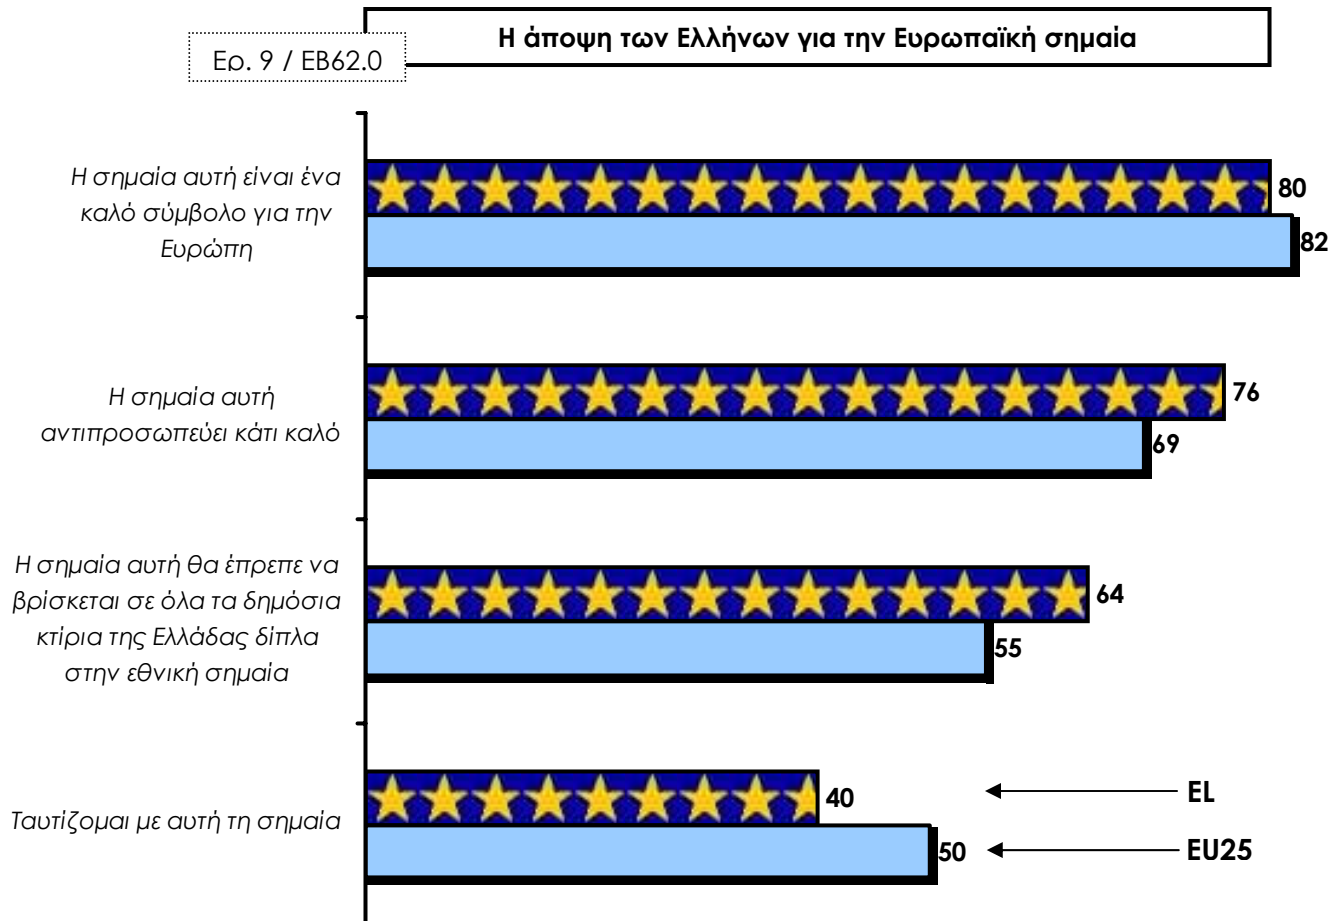 Η άποψη των Ελλήνων για την Ευρωπαϊκή σημαία
Ερ. 9 / EB62.0
Η σημαία αυτή είναι ένα
καλό σύμβολο για την
Ευρώπη
80
82
Η σημαία αυτή
αντιπροσωπεύει κάτι καλό
76
69
Η σημαία αυτή θα έπρεπε να
βρίσκεται σε όλα τα δημόσια
κτίρια της Ελλάδας δίπλα
στην εθνική σημαία
64
55
Ταυτίζομαι με αυτή τη σημαία
40
EL
50
EU25